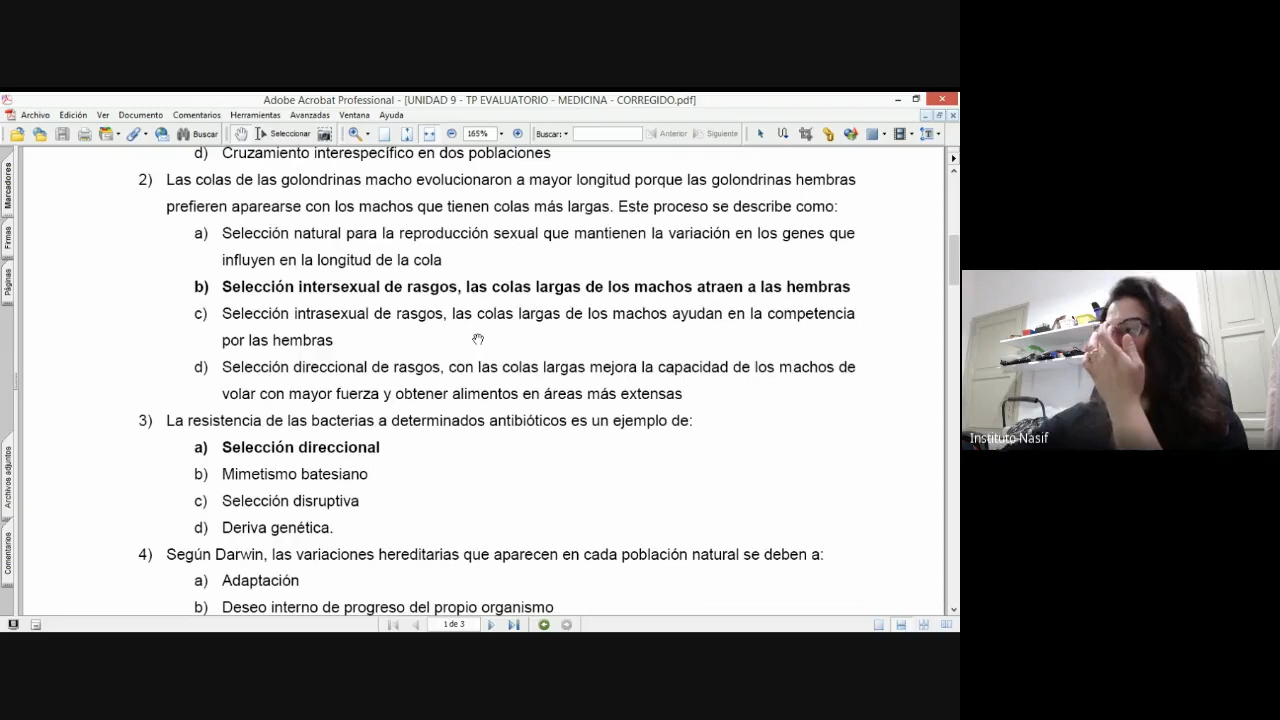 Adobe Acrobat Professional - [UNIDAD 9 - TP EVALUATORIO - MEDICINA - CORREGIDO.pdf]
Archivo Edición Ver Documento Comentarios Herramientas Avanzadas Ventana Ayuda
Buscar Seleccionar 165% Buscar: Anterior Siguiente
Marcadores
Firmas
Páginas
Archivos adjuntos
Comentarios
d) Cruzamiento interespecífico en dos poblaciones
2) Las colas de las golondrinas macho evolucionaron a mayor longitud porque las golondrinas hembras
prefieren aparearse con los machos que tienen colas más largas. Este proceso se describe como:
a) Selección natural para la reproducción sexual que mantienen la variación en los genes que
influyen en la longitud de la cola
b) Selección intersexual de rasgos, las colas largas de los machos atraen a las hembras
c) Selección intrasexual de rasgos, las colas largas de los machos ayudan en la competencia
por las hembras
d) Selección direccional de rasgos, con las colas largas mejora la capacidad de los machos de
volar con mayor fuerza y obtener alimentos en áreas más extensas
3) La resistencia de las bacterias a determinados antibióticos es un ejemplo de:
a) Selección direccional
b) Mimetismo batesiano
c) Selección disruptiva
d) Deriva genética.
4) Según Darwin, las variaciones hereditarias que aparecen en cada población natural se deben a:
a) Adaptación
b) Deseo interno de progreso del propio organismo
1 de 3
Instituto Nasif